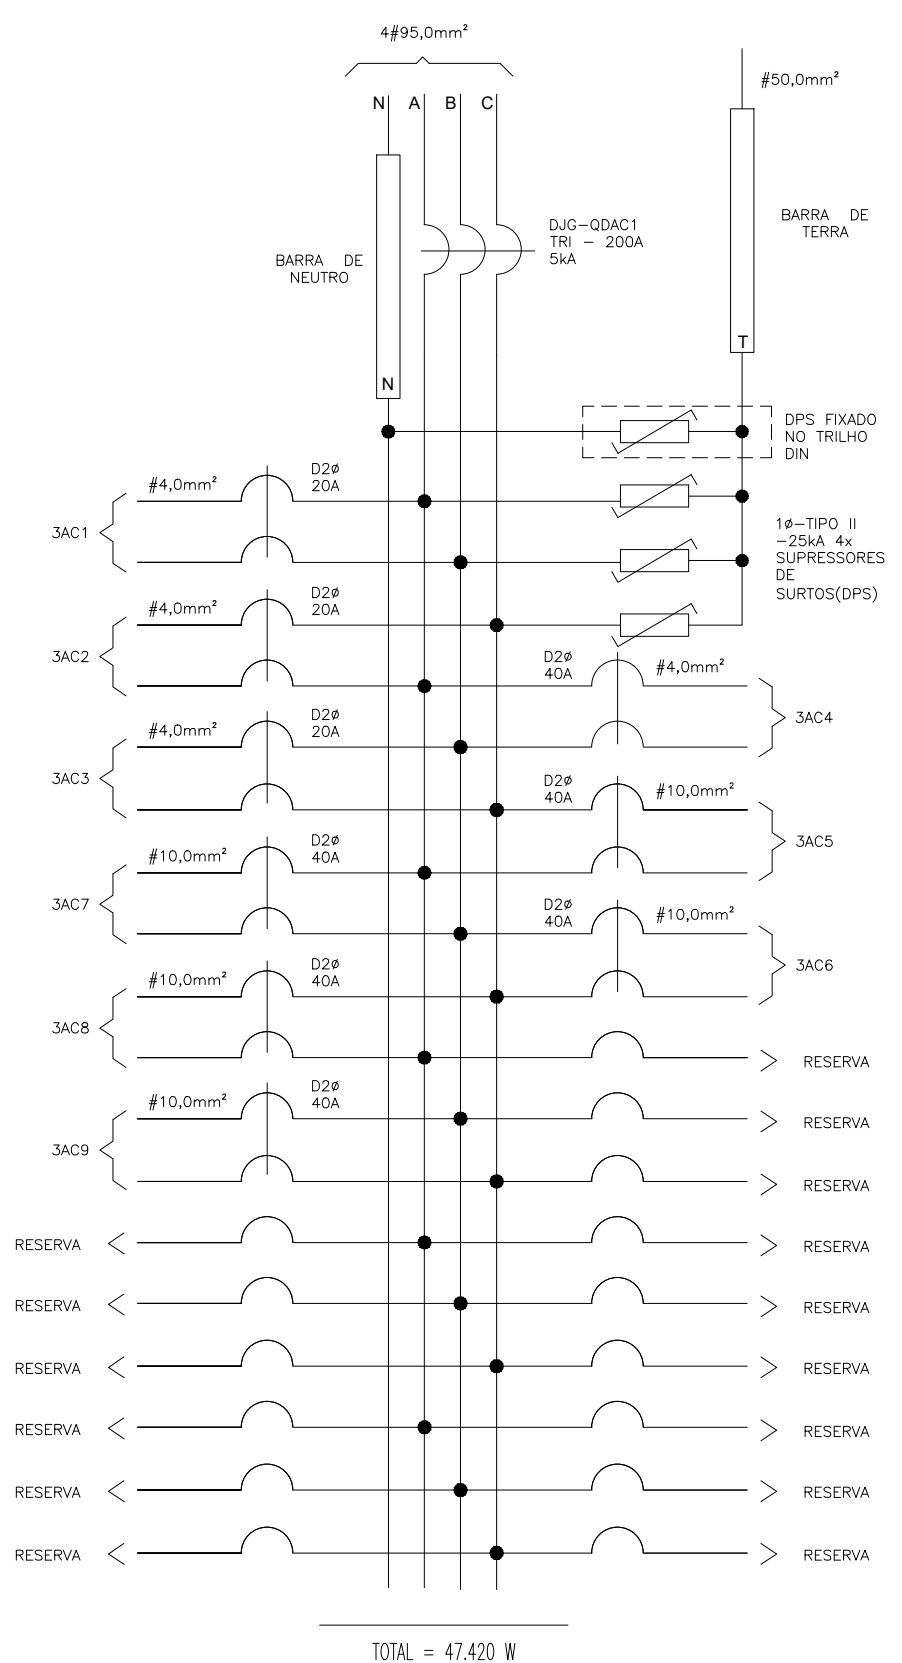 4#95,0mm²
#50,0mm²
N A B C
BARRA DE
TERRA
DJG-QDAC1
TRI - 200A
5kA
BARRA DE
NEUTRO
T
N
DPS FIXADO
NO TRILHO
DIN
#4,0mm²
D2ø
20A
3AC1
1ø-TIPO II
-25kA 4x
SUPRESSORES
DE
SURTOS(DPS)
#4,0mm²
D2ø
20A
3AC2
D2ø
40A
#4,0mm²
3AC4
#4,0mm²
D2ø
20A
3AC3
D2ø
40A
#10,0mm²
3AC5
#10,0mm²
D2ø
40A
3AC7
D2ø
40A
#10,0mm²
3AC6
#10,0mm²
D2ø
40A
3AC8
RESERVA
#10,0mm²
D2ø
40A
3AC9
RESERVA
RESERVA
RESERVA RESERVA
RESERVA RESERVA
RESERVA RESERVA
RESERVA RESERVA
RESERVA RESERVA
RESERVA RESERVA
TOTAL = 47.420 W